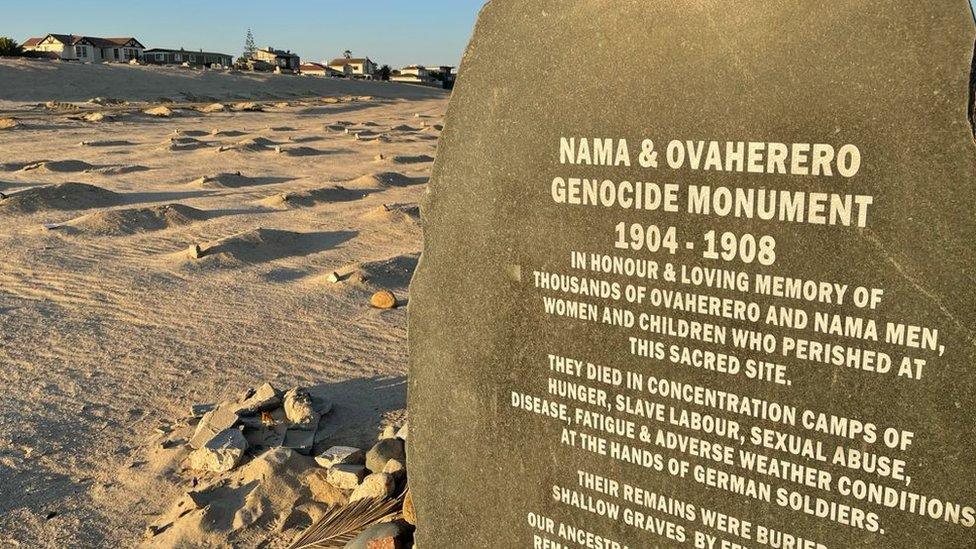 NAMA & OVAHERERO
GENOCIDE MONUMENT
1904 - 1908
IN HONOUR & LOVING MEMORY OF
THOUSANDS OF OVAHERERO AND NAMA MEN,
WOMEN AND CHILDREN WHO PERISHED AT
THIS SACRED SITE.
THEY DIED IN CONCENTRATION CAMPS OF
HUNGER, SLAVE LABOUR, SEXUAL ABUSE,
DISEASE, FATIGUE & ADVERSE WEATHER CONDITIONS
AT THE HANDS OF GERMAN SOLDIERS.
THEIR REMAINS WERE BURIED
SHALLOW GRAVES BY
OUR